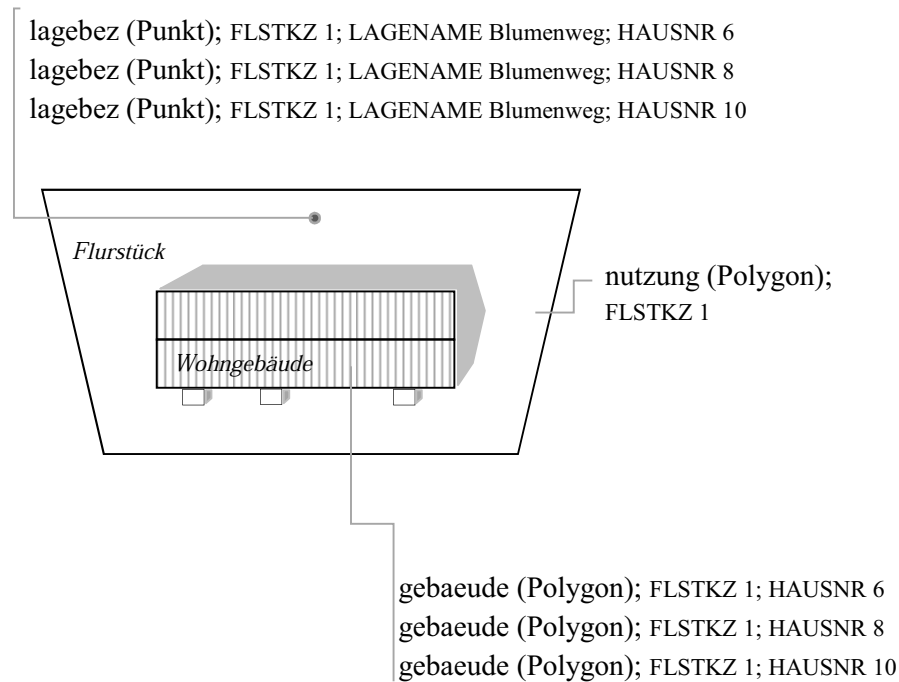 lagebez (Punkt); FLSTKZ 1; LAGENAME Blumenweg; HAUSNR 6
lagebez (Punkt); FLSTKZ 1; LAGENAME Blumenweg; HAUSNR 8
lagebez (Punkt); FLSTKZ 1; LAGENAME Blumenweg; HAUSNR 10
Flurstück
nutzung (Polygon);
FLSTKZ 1
Wohngebäude
gebaeude (Polygon); FLSTKZ 1; HAUSNR 6
gebaeude (Polygon); FLSTKZ 1; HAUSNR 8
gebaeude (Polygon); FLSTKZ 1; HAUSNR 10